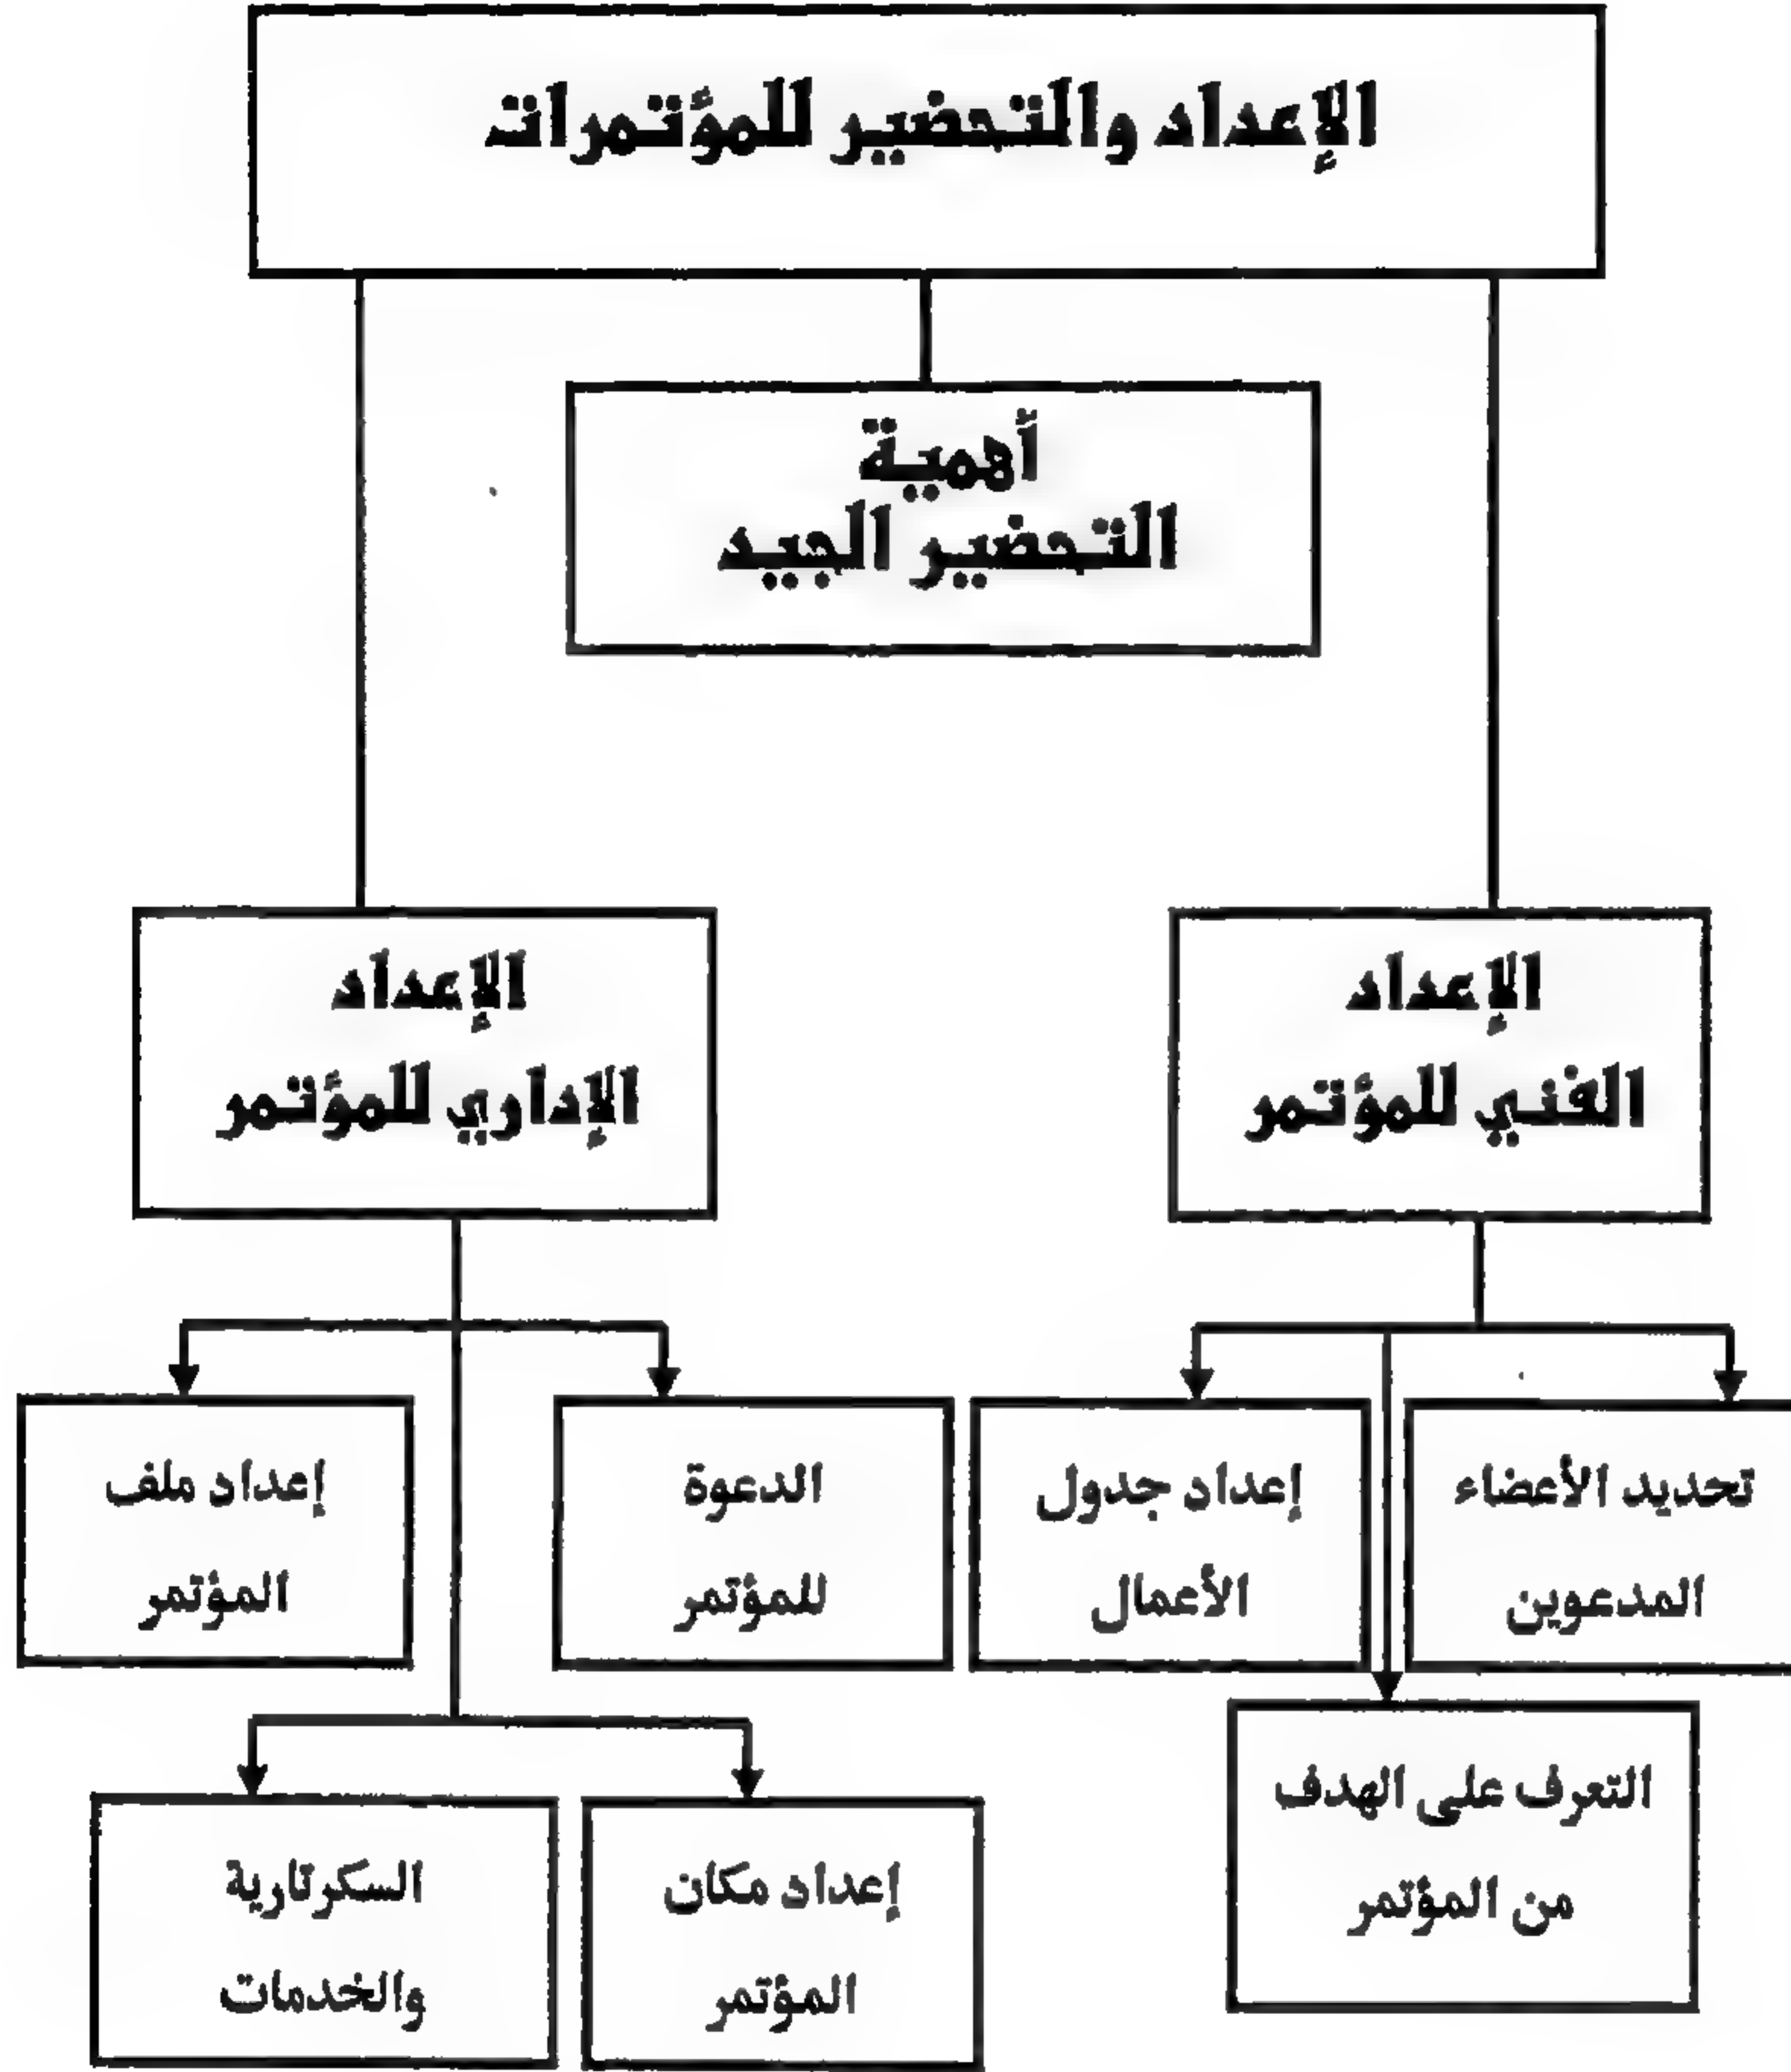 الإعداد والتحضير للمؤتمرات
أهمية
التحضير الجيد
الإعداد
الفني للمؤتمر
الإعداد
الإداري للمؤتمر
تحديد الأعضاء
المدعوين
إعداد جدول
الأعمال
الدعوة
للمؤتمر
إعداد ملف
المؤتمر
التعرف على الهدف
من المؤتمر
إعداد مكان
المؤتمر
السكرتارية
والخدمات